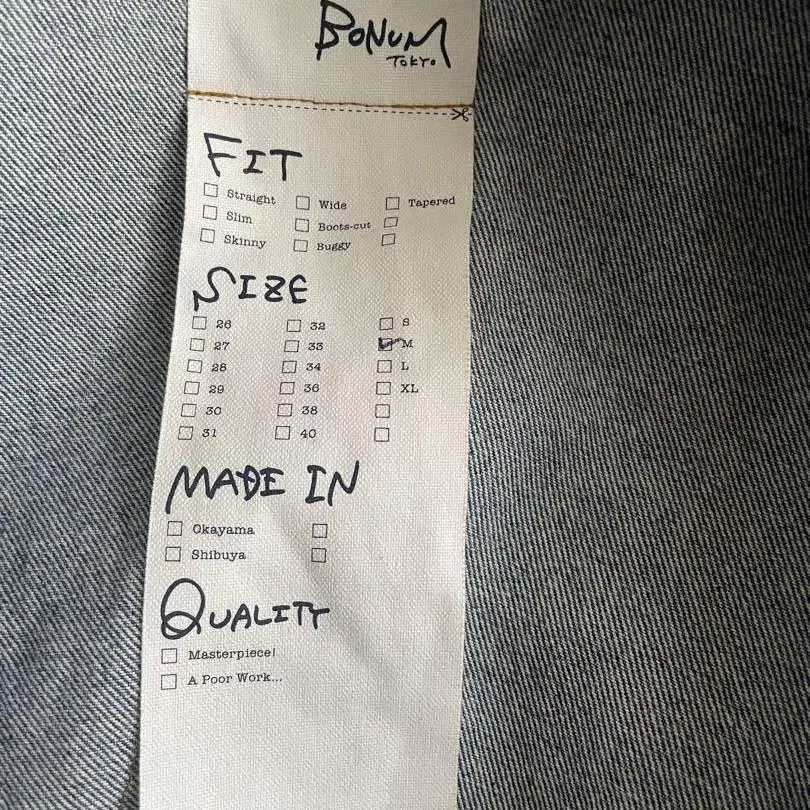 BONUM
TOKYO
FIT
Straight Wide Tapered
Slim Boots-cut
Skinny Buggy
SIZE
26 32 S
27 33 M
28 34 L
29 36 XL
30 38
31 40
MADE IN
Okayama
Shibuya
QUALITY
Masterpiece!
A Poor Work...